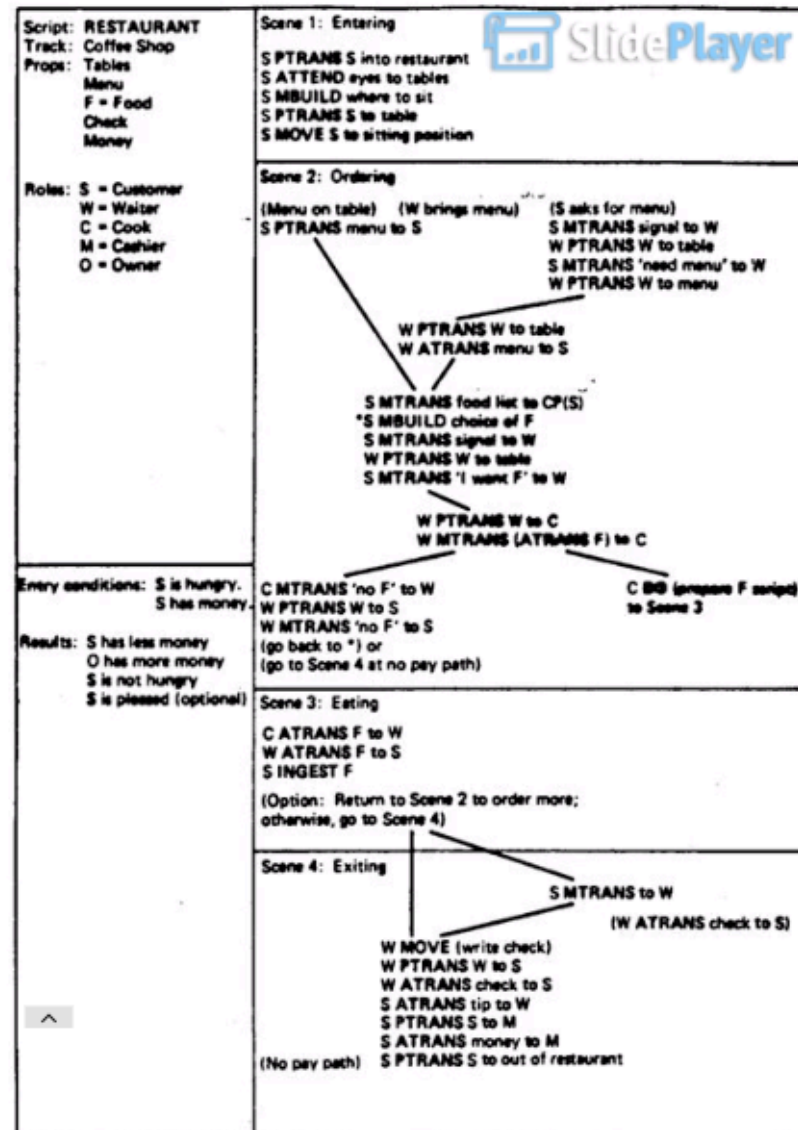 SlidePlayer
Script: RESTAURANT
Track: Coffee Shop
Props: Tables
Menu
F = Food
Check
Money
Roles: S = Customer
W = Waiter
C = Cook
M = Cashier
O = Owner
Entry conditions: S is hungry.
S has money.
Results: S has less money
O has more money
S is not hungry
S is pleased (optional)
Scene 1: Entering
S PTRANS S into restaurant
S ATTEND eyes to tables
S MBUILD where to sit
S PTRANS S to table
S MOVE S to sitting position
Scene 2: Ordering
(Menu on table) (W brings menu) (S asks for menu)
S PTRANS menu to S
S MTRANS signal to W
W PTRANS W to table
S MTRANS 'need menu' to W
W PTRANS W to menu
W PTRANS W to table
W ATRANS menu to S
S MTRANS food list to CP(S)
*S MBUILD choice of F
S MTRANS signal to W
W PTRANS W to table
S MTRANS 'I want F' to W
W PTRANS W to C
W MTRANS (ATRANS F) to C
C MTRANS 'no F' to W
W PTRANS W to S
W MTRANS 'no F' to S
(go back to *) or
(go to Scene 4 at no pay path)
C DO (prepare F script)
to Scene 3
Scene 3: Eating
C ATRANS F to W
W ATRANS F to S
S INGEST F
(Option: Return to Scene 2 to order more;
otherwise, go to Scene 4)
Scene 4: Exiting
S MTRANS to W
(W ATRANS check to S)
W MOVE (write check)
W PTRANS W to S
W ATRANS check to S
S ATRANS tip to W
S PTRANS S to M
S ATRANS money to M
(No pay path) S PTRANS S to out of restaurant